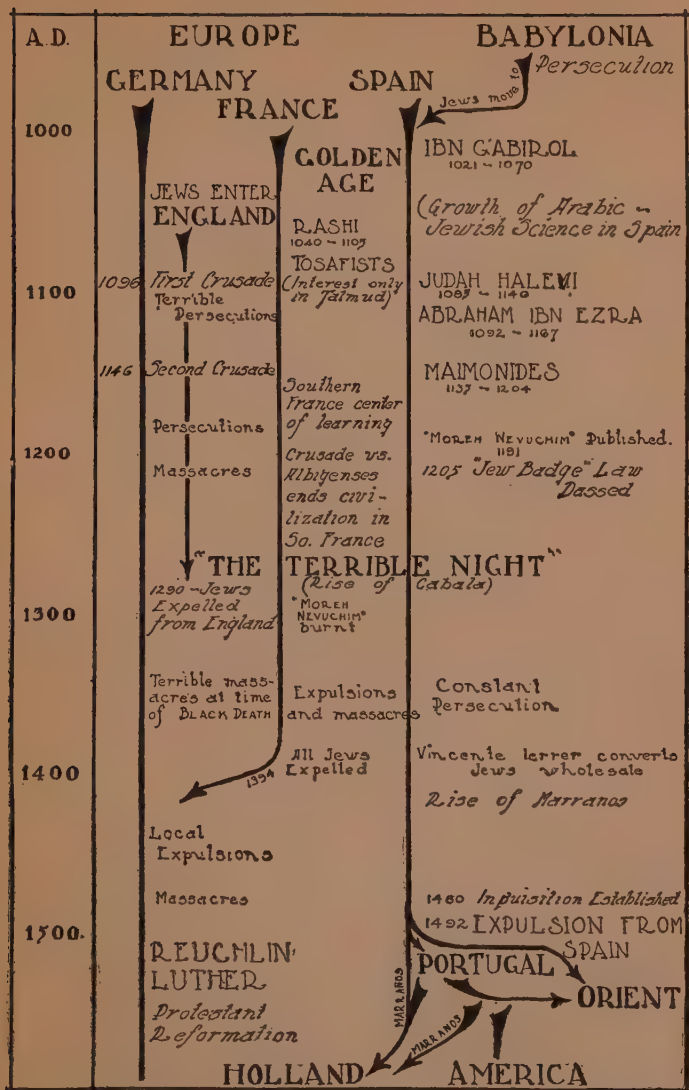 A.D.
EUROPE
BABYLONIA
Persecution
GERMANY
SPAIN
Jews move to
FRANCE
1000
GOLDEN
AGE
IBN GABIROL
1021 - 1070
JEWS ENTER
ENGLAND
RASHI
1040 - 1105
(Growth of Arabic -
Jewish Science in Spain
TOSAFISTS
(Interest only
in Talmud)
1096 First Crusade
Terrible
Persecutions
1100
JUDAH HALEVI
1085 - 1140
ABRAHAM IBN EZRA
1092 - 1167
1146 Second Crusade
MAIMONIDES
1135 - 1204
Southern
France center
of learning
Persecutions
"MOREH NEVUCHIM" Published.
1191
1200
Massacres
Crusade vs.
Albigenses
ends civi-
lization in
So. France
1205 "Jew Badge" Law
Passed
"THE TERRIBLE NIGHT"
(Rise of Cabala)
1290 - Jews
Expelled
from England
"MOREH
NEVUCHIM"
burnt
1300
Terrible mass-
acres at time
of BLACK DEATH
Expulsions
and massacres
Constant
Persecution
1400
1394
All Jews
Expelled
Vincente Ferrer converts
Jews wholesale
Rise of Marranos
Local
Expulsions
Massacres
1480 Inquisition Established
1492 EXPULSION FROM
SPAIN
1500.
REUCHLIN'
LUTHER
Protestant
Reformation
MARRANOS
PORTUGAL
ORIENT
MARRANOS
HOLLAND
AMERICA